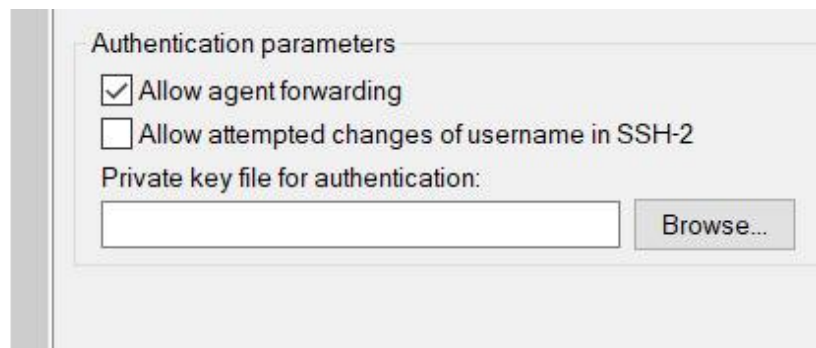 Authentication parameters
Allow agent forwarding
Allow attempted changes of username in SSH-2
Private key file for authentication:
Browse...